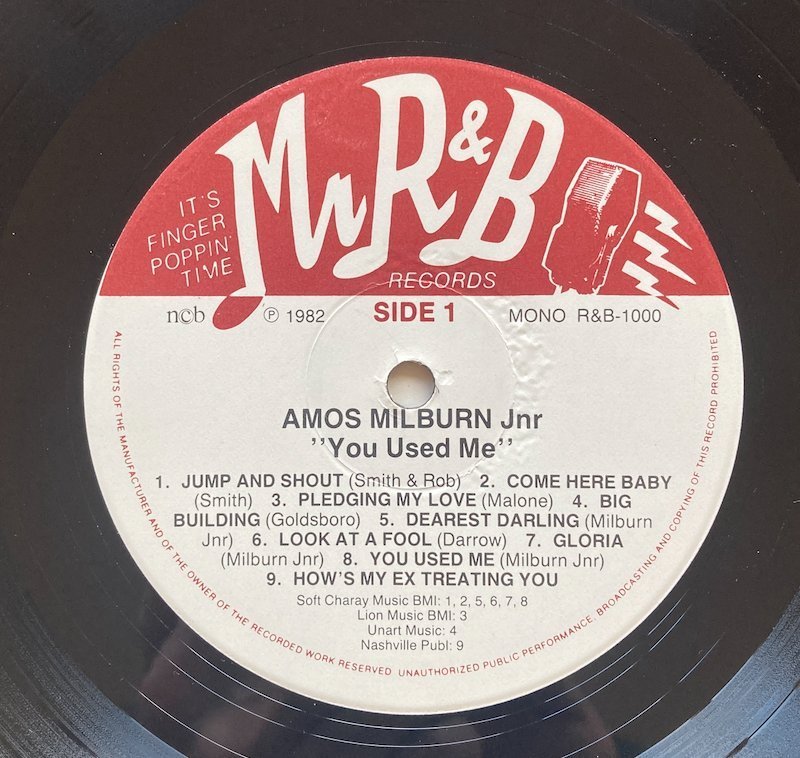 IT'S
FINGER
POPPIN'
TIME
Mr R&B
RECORDS
n©b ℗ 1982 SIDE 1 MONO R&B-1000
AMOS MILBURN Jnr
”You Used Me”
1. JUMP AND SHOUT (Smith & Rob) 2. COME HERE BABY
(Smith) 3. PLEDGING MY LOVE (Malone) 4. BIG
BUILDING (Goldsboro) 5. DEAREST DARLING (Milburn
Jnr) 6. LOOK AT A FOOL (Darrow) 7. GLORIA
(Milburn Jnr) 8. YOU USED ME (Milburn Jnr)
9. HOW'S MY EX TREATING YOU
Soft Charay Music BMI: 1, 2, 5, 6, 7, 8
Lion Music BMI: 3
Unart Music: 4
Nashville Publ: 9
ALL RIGHTS OF THE MANUFACTURER AND OF THE OWNER OF THE RECORDED WORK RESERVED UNAUTHORIZED PUBLIC PERFORMANCE, BROADCASTING AND COPYING OF THIS RECORD PROHIBITED